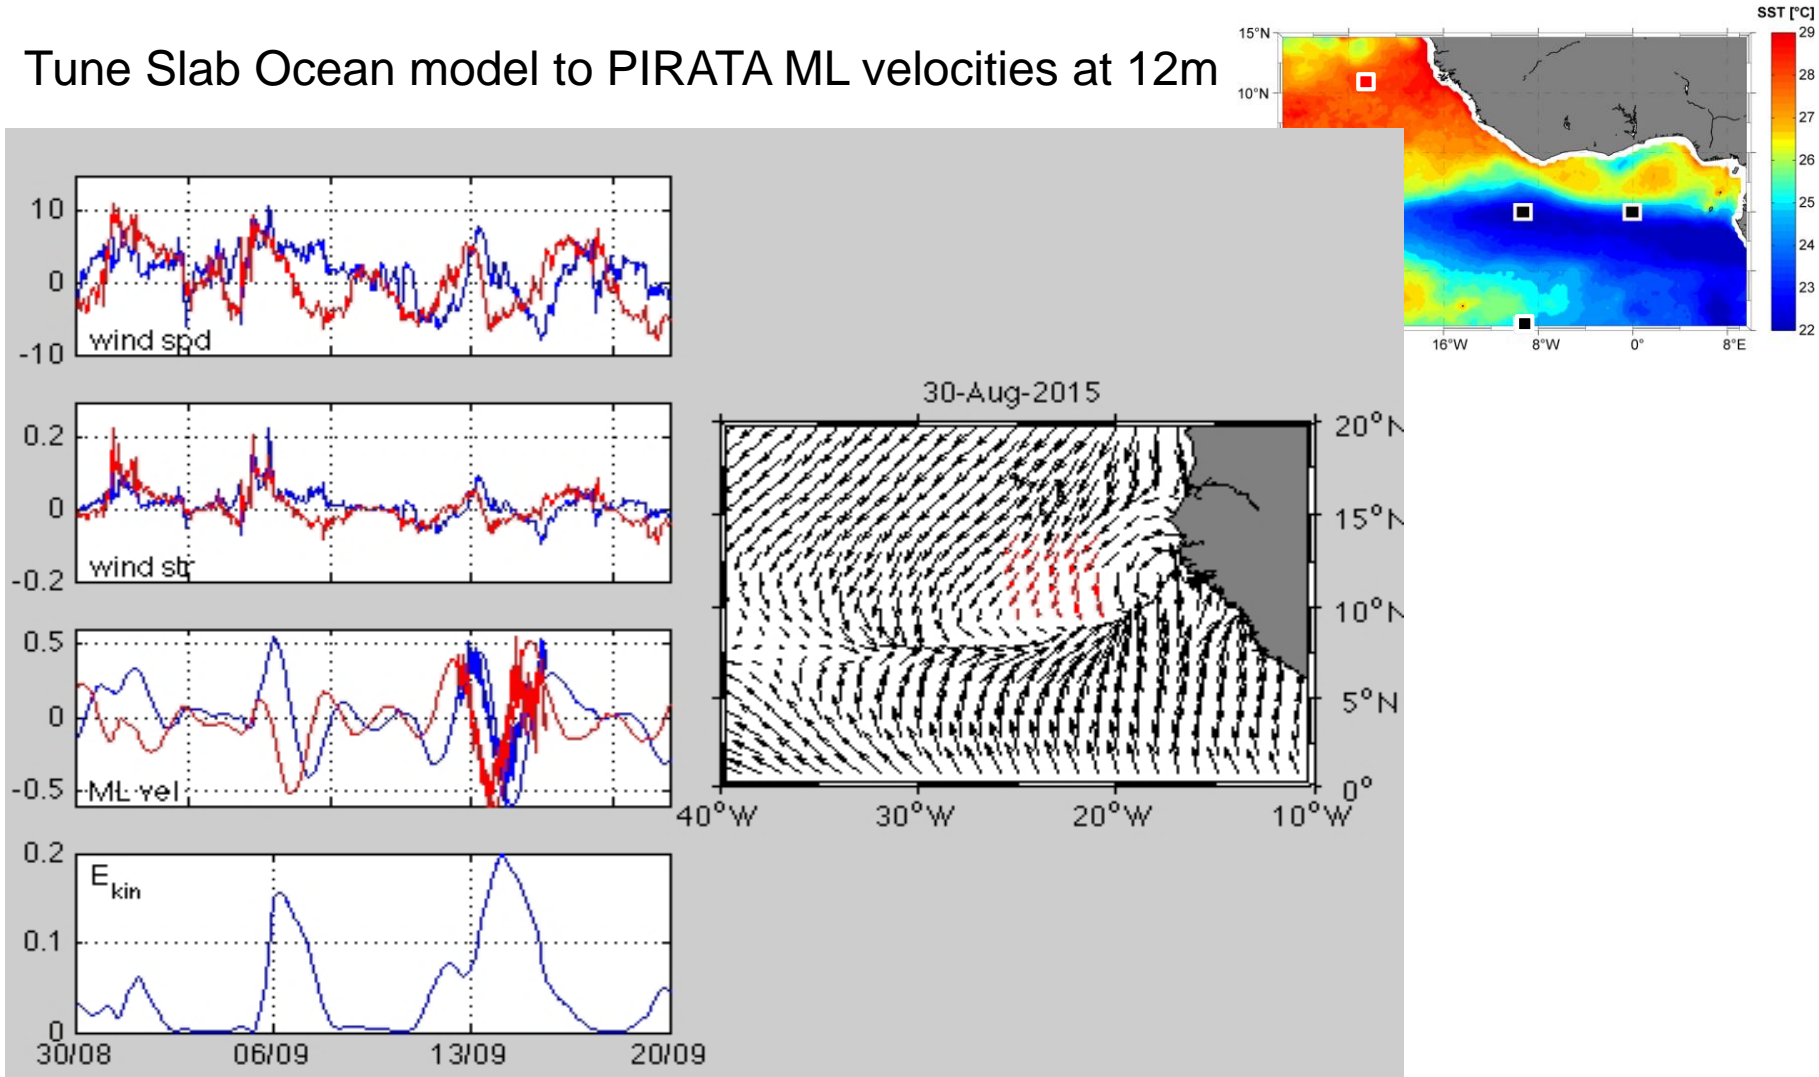 Tune Slab Ocean model to PIRATA ML velocities at 12m
SST [°C]
15°N
10°N
29
28
27
26
25
24
23
22
16°W 8°W 0° 8°E
10
0
-10
wind spd
0.2
0
-0.2
wind str
0.5
0
-0.5
ML vel
0.2
0.1
0
E kin
30/08 06/09 13/09 20/09
30-Aug-2015
20°N
15°N
10°N
5°N
0°
40°W 30°W 20°W 10°W